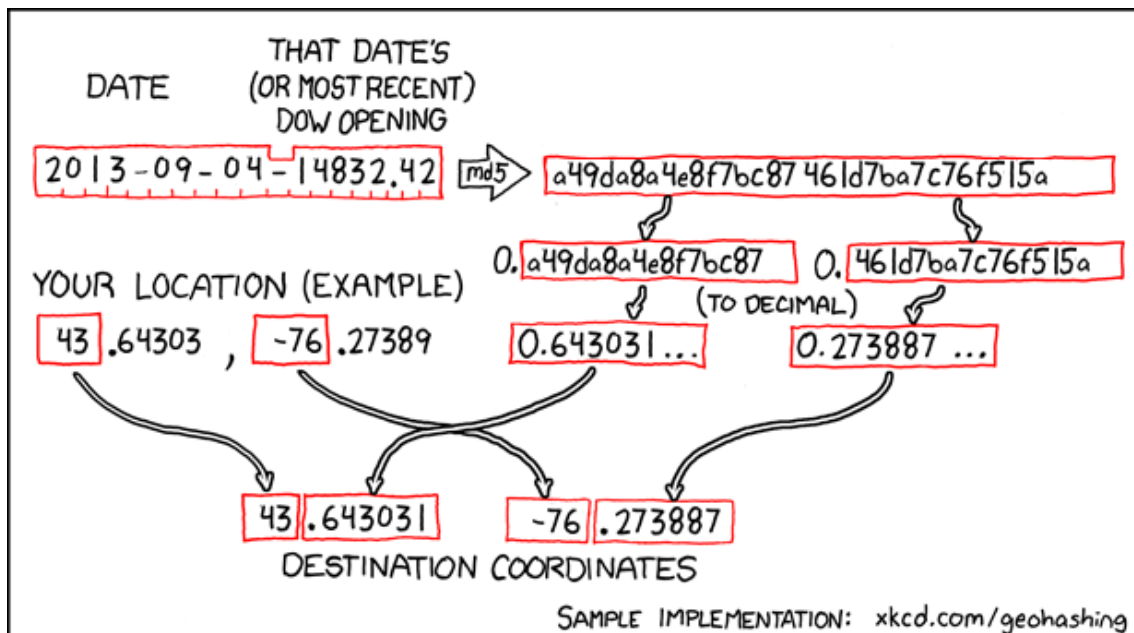 DATE
THAT DATE'S
(OR MOST RECENT)
DOW OPENING
2013-09-04-14832.42
md5
a49da8a4e8f7bc87 461d7ba7c76f515a
0. a49da8a4e8f7bc87
0. 461d7ba7c76f515a
(TO DECIMAL)
YOUR LOCATION (EXAMPLE)
43 .64303 , -76 .27389
0.643031...
0.273887 ...
43 .643031
-76 .273887
DESTINATION COORDINATES
SAMPLE IMPLEMENTATION: xkcd.com/geohashing